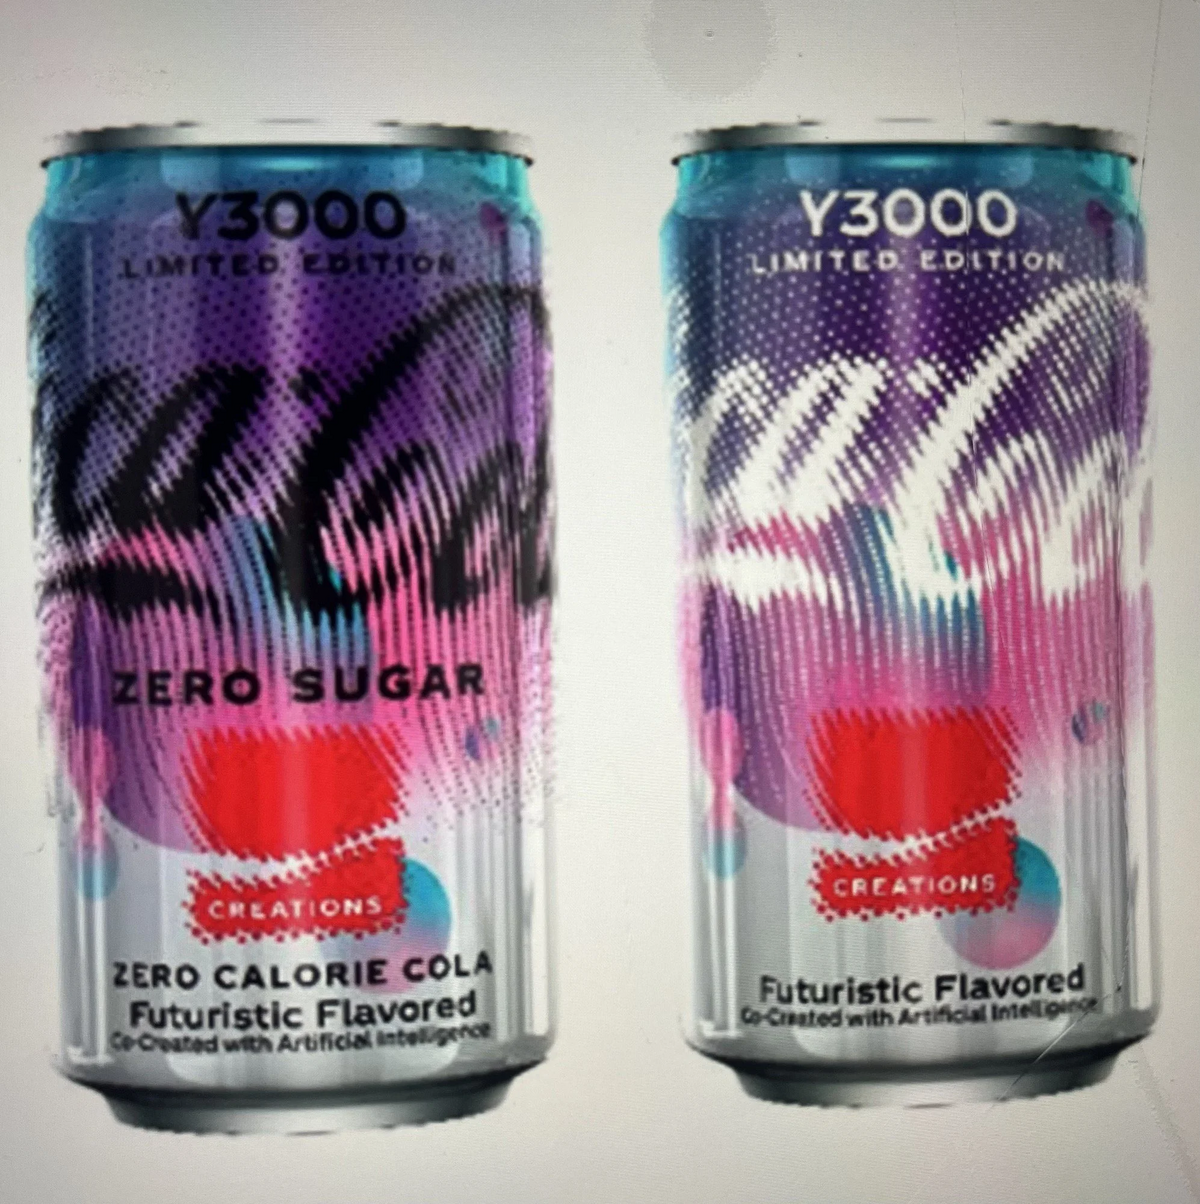 Y3000
LIMITED EDITION
ZERO SUGAR
CREATIONS
ZERO CALORIE COLA
Futuristic Flavored
Co-Created with Artificial Intelligence
Y3000
LIMITED EDITION
CREATIONS
Futuristic Flavored
Co-Created with Artificial Intelligence